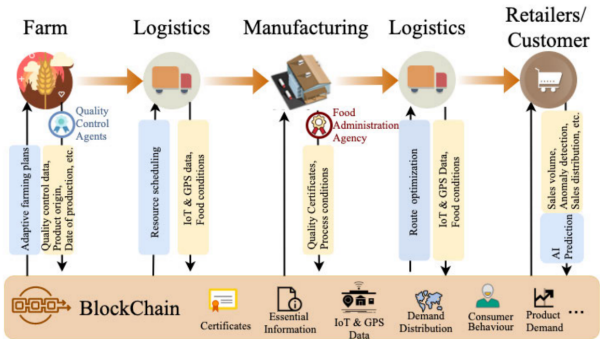 Farm
Logistics
Manufacturing
Logistics
Retailers/
Customer
Quality
Control
Agents
Food
Administration
Agency
Adaptive farming plans
Quality control data,
Product origin,
Date of production, etc.
Resource scheduling
IoT & GPS data,
Food conditions
Quality Certificates,
Process conditions
Route optimization
IoT & GPS Data,
Food conditions
Sales volume,
Anomaly detection,
Sales distribution, etc.
AI
Prediction
BlockChain
Certificates
Essential
Information
IoT & GPS
Data
Demand
Distribution
Consumer
Behaviour
Product
Demand
...